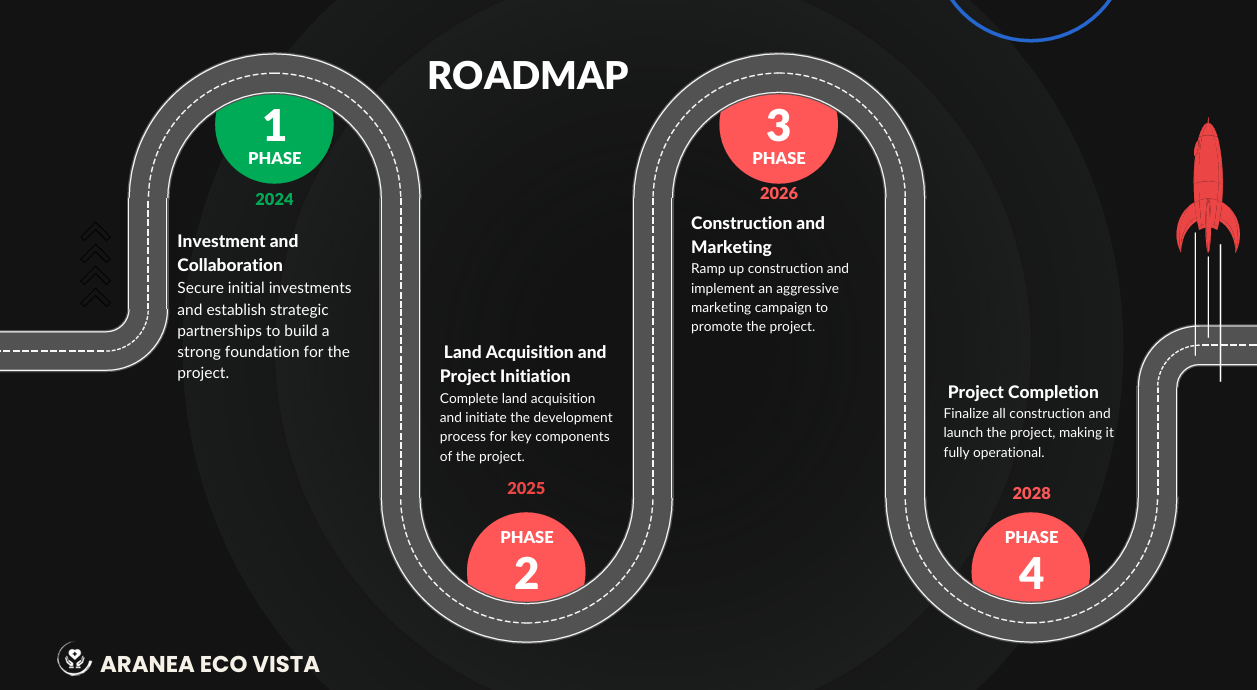 ROADMAP
1
PHASE
2024
Investment and
Collaboration
Secure initial investments
and establish strategic
partnerships to build a
strong foundation for the
project.
Land Acquisition and
Project Initiation
Complete land acquisition
and initiate the development
process for key components
of the project.
2025
PHASE
2
3
PHASE
2026
Construction and
Marketing
Ramp up construction and
implement an aggressive
marketing campaign to
promote the project.
Project Completion
Finalize all construction and
launch the project, making it
fully operational.
2028
PHASE
4
ARANEA ECO VISTA